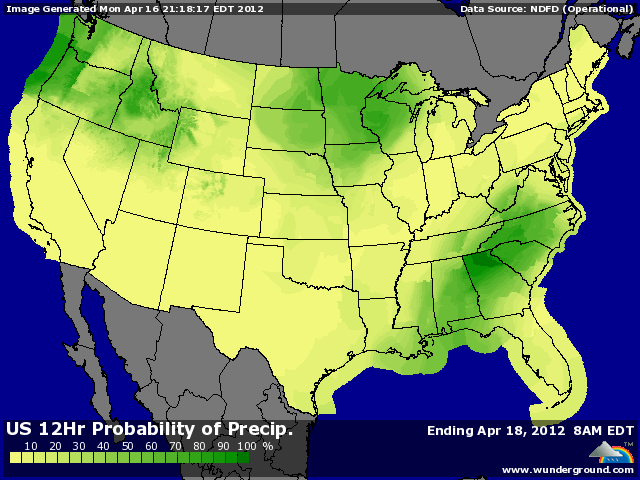 Image Generated Mon Apr 16 21:18:17 EDT 2012
Data Source: NDFD (Operational)
US 12Hr Probability of Precip.
Ending Apr 18, 2012 8AM EDT
10 20 30 40 50 60 70 80 90 100 %
TM
www.wunderground.com